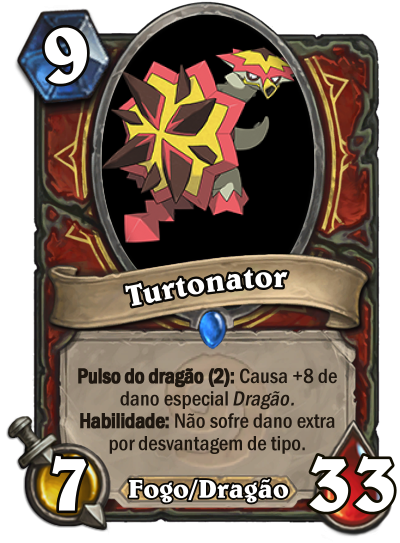 9
Turtonator
Pulso do dragão (2): Causa +8 de
dano especial Dragão.
Habilidade: Não sofre dano extra
por desvantagem de tipo.
7
Fogo/Dragão
33